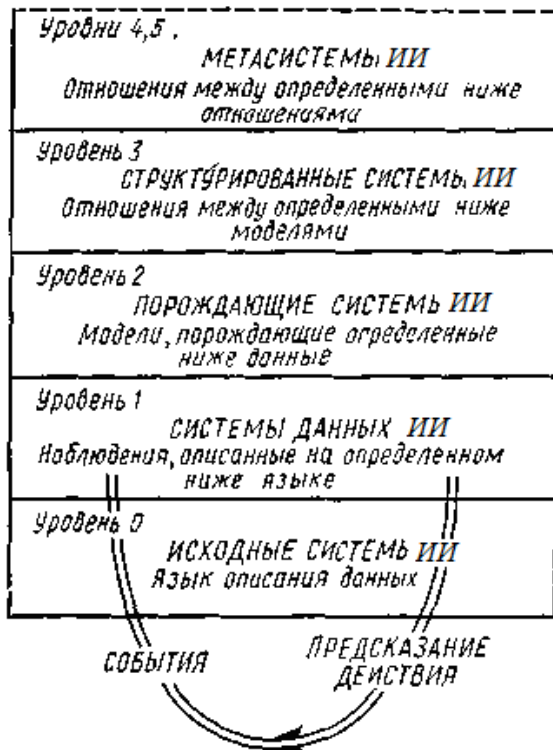 Уровни 4,5.
МЕТАСИСТЕМЫ ИИ
Отношения между определенными ниже
отношениями
Уровень 3
СТРУКТУРИРОВАННЫЕ СИСТЕМЫ ИИ
Отношения между определенными ниже
моделями
Уровень 2
ПОРОЖДАЮЩИЕ СИСТЕМЫ ИИ
Модели, порождающие определенные
ниже данные
Уровень 1
СИСТЕМЫ ДАННЫХ ИИ
Наблюдения, описанные на определенном
ниже языке
Уровень 0
ИСХОДНЫЕ СИСТЕМЫ ИИ
Язык описания данных
СОБЫТИЯ
ПРЕДСКАЗАНИЕ
ДЕЙСТВИЯ